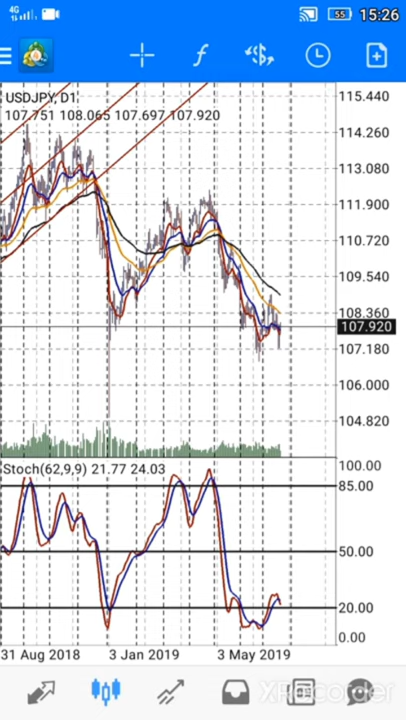 4G 55 15:26
USDJPY, D1
107.751 108.065 107.697 107.920
115.440
114.260
113.080
111.900
110.720
109.540
108.360
107.920
107.180
106.000
104.820
Stoch(62,9,9) 21.77 24.03
100.00
85.00
50.00
20.00
0.00
31 Aug 2018 3 Jan 2019 3 May 2019
XRecorder